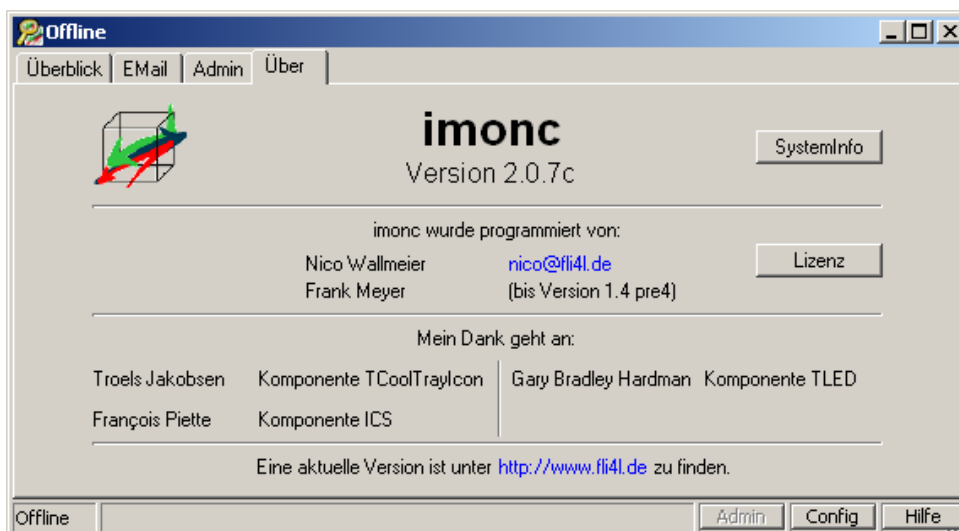 Offline
Überblick EMail Admin Über
imonc
Version 2.0.7c
SystemInfo
imonc wurde programmiert von:
Nico Wallmeier nico@fli4l.de
Lizenz
Frank Meyer (bis Version 1.4 pre4)
Mein Dank geht an:
Troels Jakobsen Komponente TCoolTrayIcon Gary Bradley Hardman Komponente TLED
François Piette Komponente ICS
Eine aktuelle Version ist unter http://www.fli4l.de zu finden.
Offline Admin Config Hilfe